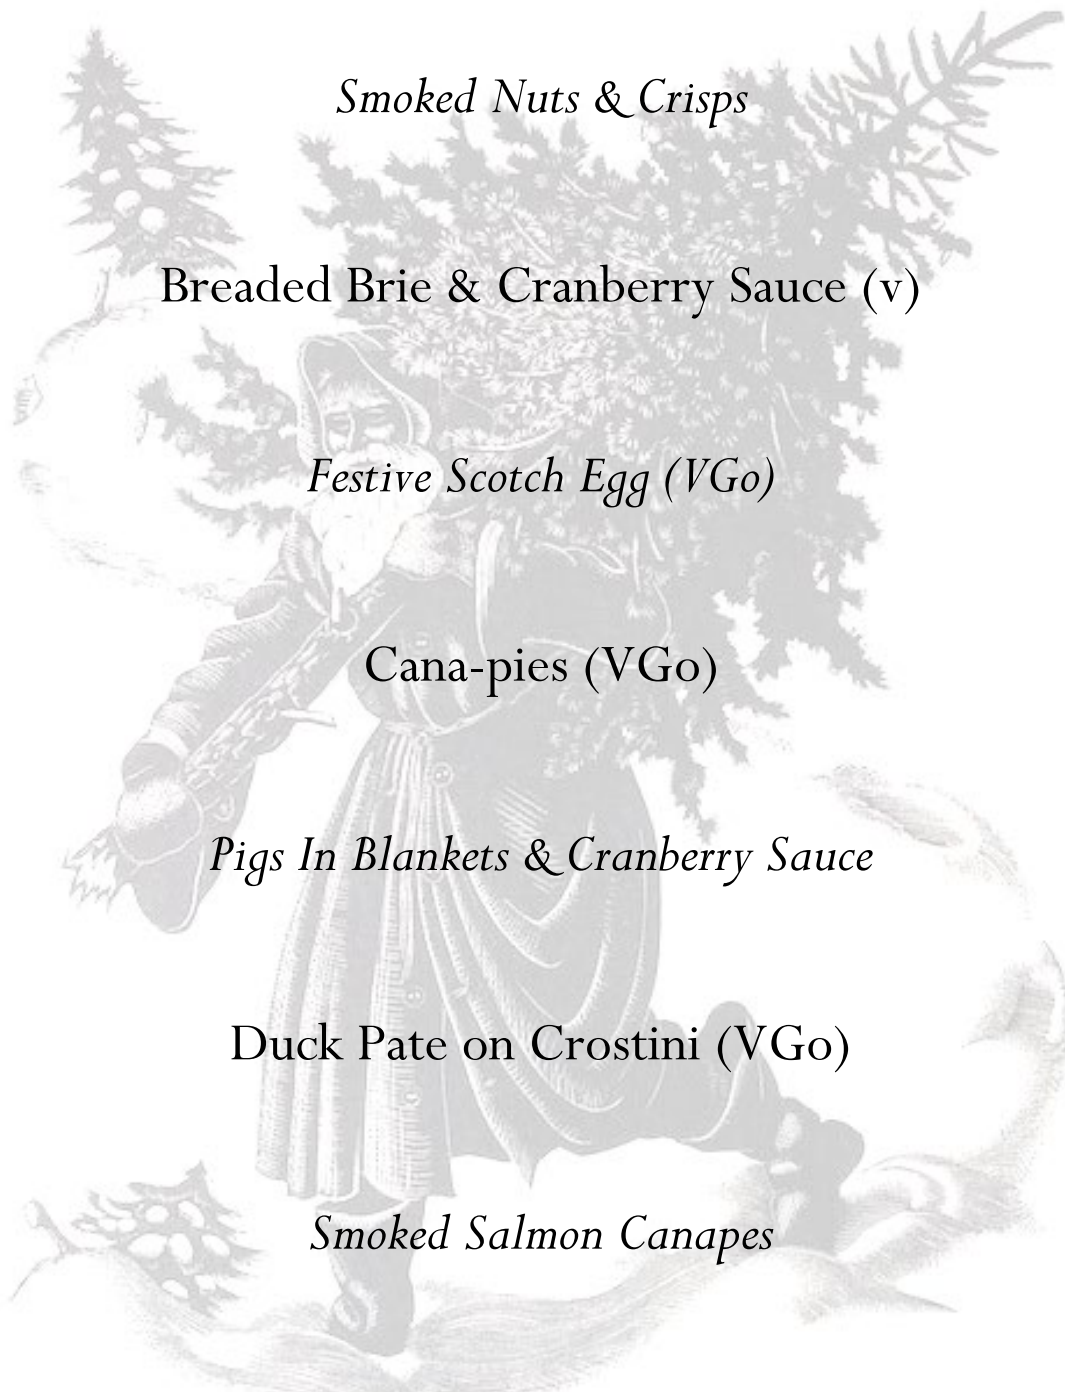 Smoked Nuts & Crisps
Breaded Brie & Cranberry Sauce (v)
Festive Scotch Egg (VGo)
Cana-pies (VGo)
Pigs In Blankets & Cranberry Sauce
Duck Pate on Crostini (VGo)
Smoked Salmon Canapes